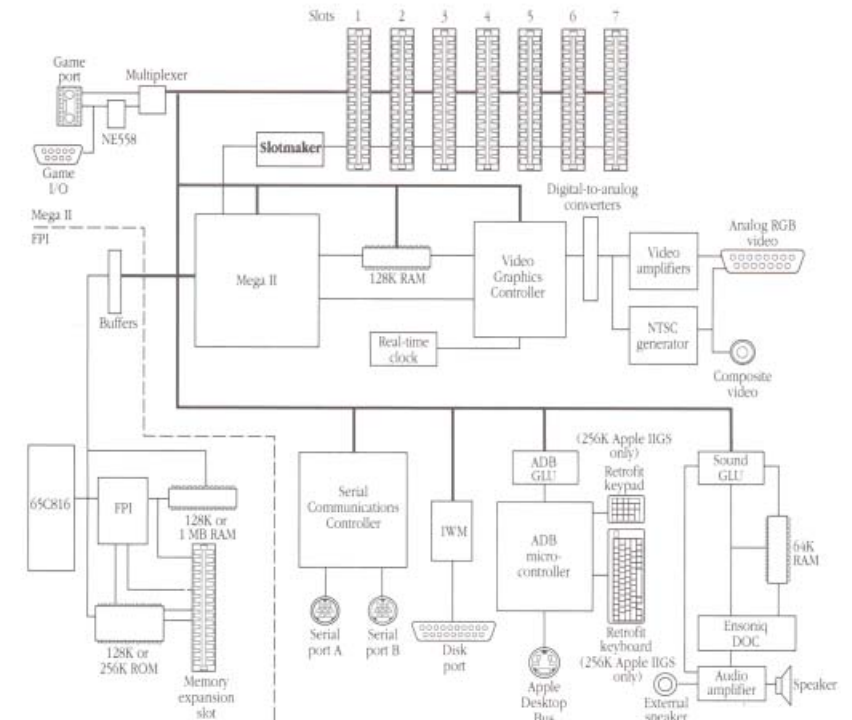 Slots 1 2 3 4 5 6 7
Game
port
Multiplexer
NE558
Slotmaker
Game
I/O
Digital-to-analog
converters
Mega II
FPI
Analog RGB
video
Mega II
128K RAM
Video
Graphics
Controller
Video
amplifiers
Buffers
Real-time
clock
NTSC
generator
Composite
video
65C816
FPI
128K or
1 MB RAM
128K or
256K ROM
Memory
expansion
slot
Serial
Communications
Controller
Serial
port A
Serial
port B
IWM
Disk
port
ADB
GLU
(256K Apple IIGS
only)
Retrofit
keypad
ADB
micro-
controller
Retrofit
keyboard
(256K Apple IIGS
only)
Apple
Desktop
Bus
Sound
GLU
64K
RAM
Ensoniq
DOC
Audio
amplifier
Speaker
External
speaker